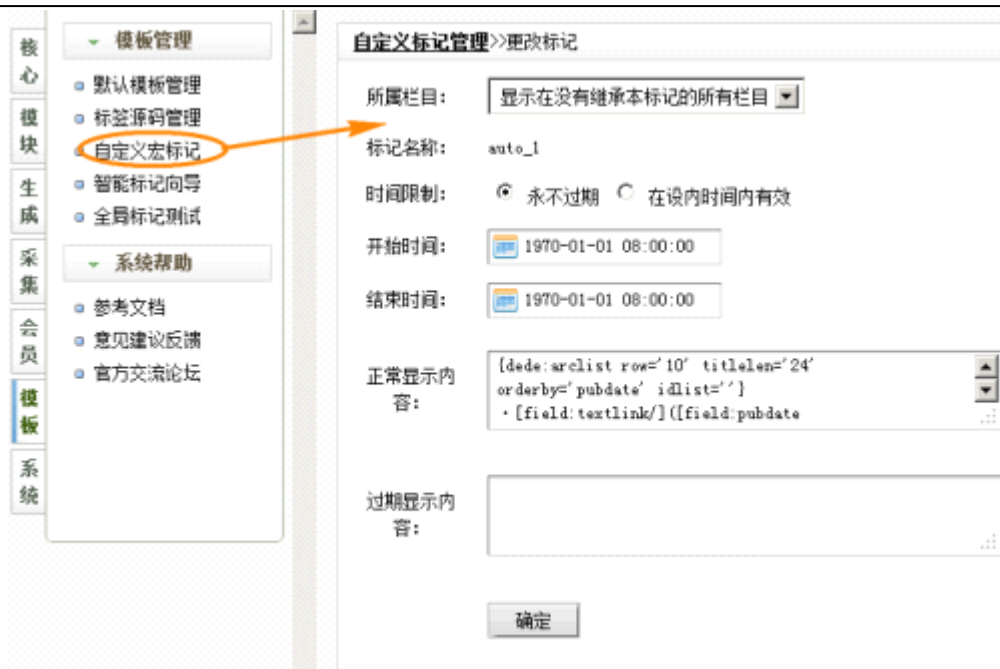 核心
模块
生成
采集
会员
模板
系统
模板管理
默认模板管理
标签源码管理
自定义宏标记
智能标记向导
全局标记测试
系统帮助
参考文档
意见建议反馈
官方交流论坛
自定义标记管理>>更改标记
所属栏目： 显示在没有继承本标记的所有栏目
标记名称： auto_1
时间限制： 永不过期 在设内时间内有效
开始时间： 1970-01-01 08:00:00
结束时间： 1970-01-01 08:00:00
正常显示内容：
{dede:arclist row='10' titlelen='24'
orderby='pubdate' idlist=''}
·[field:textlink/]([field:pubdate
过期显示内容：
确定